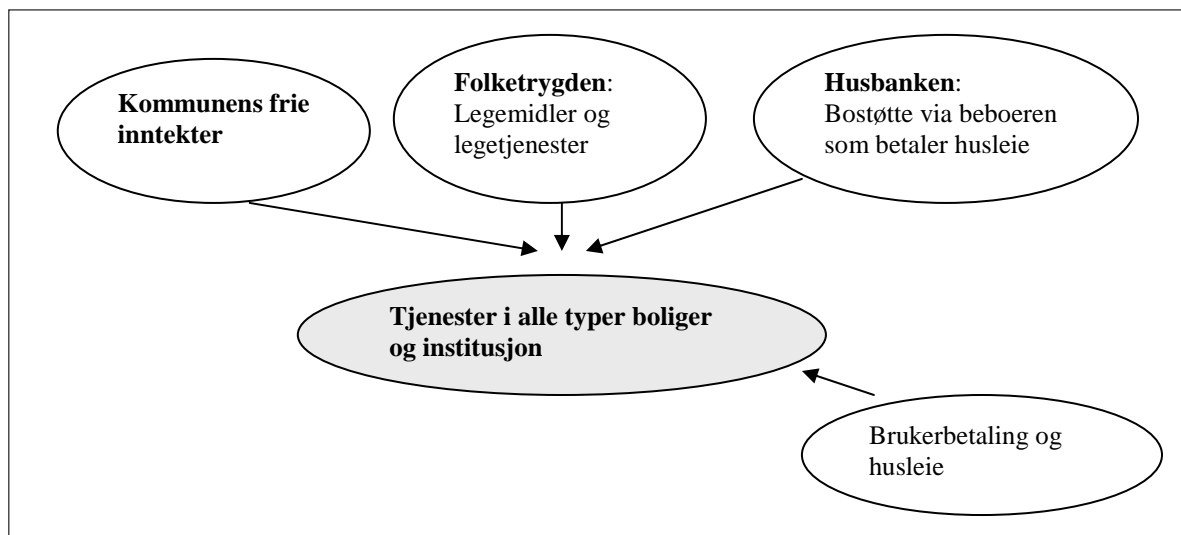 Kommunens frie
inntekter
Folketrygden:
Legemidler og
legetjenester
Husbanken:
Bostøtte via beboeren
som betaler husleie
Tjenester i alle typer boliger
og institusjon
Brukerbetaling og
husleie